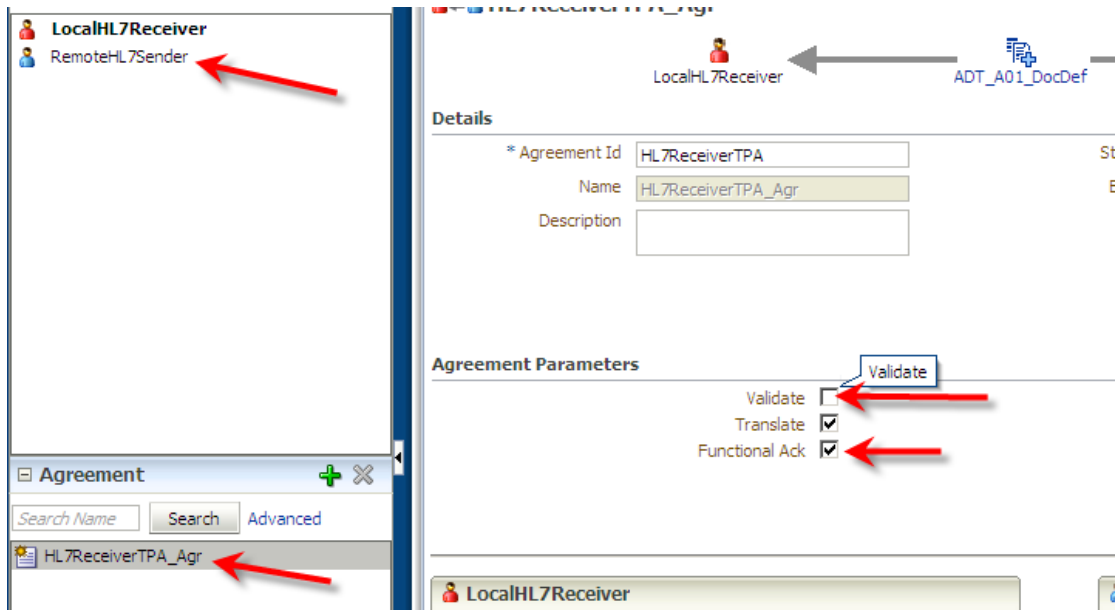 LocalHL7Receiver
RemoteHL7Sender
Agreement
Search Name Search Advanced
HL7ReceiverTPA_Agr
HL7ReceiverTPA_Agr
LocalHL7Receiver ADT_A01_DocDef
Details
* Agreement Id HL7ReceiverTPA
Name HL7ReceiverTPA_Agr
Description
Agreement Parameters
Validate
Validate
Translate
Functional Ack
LocalHL7Receiver